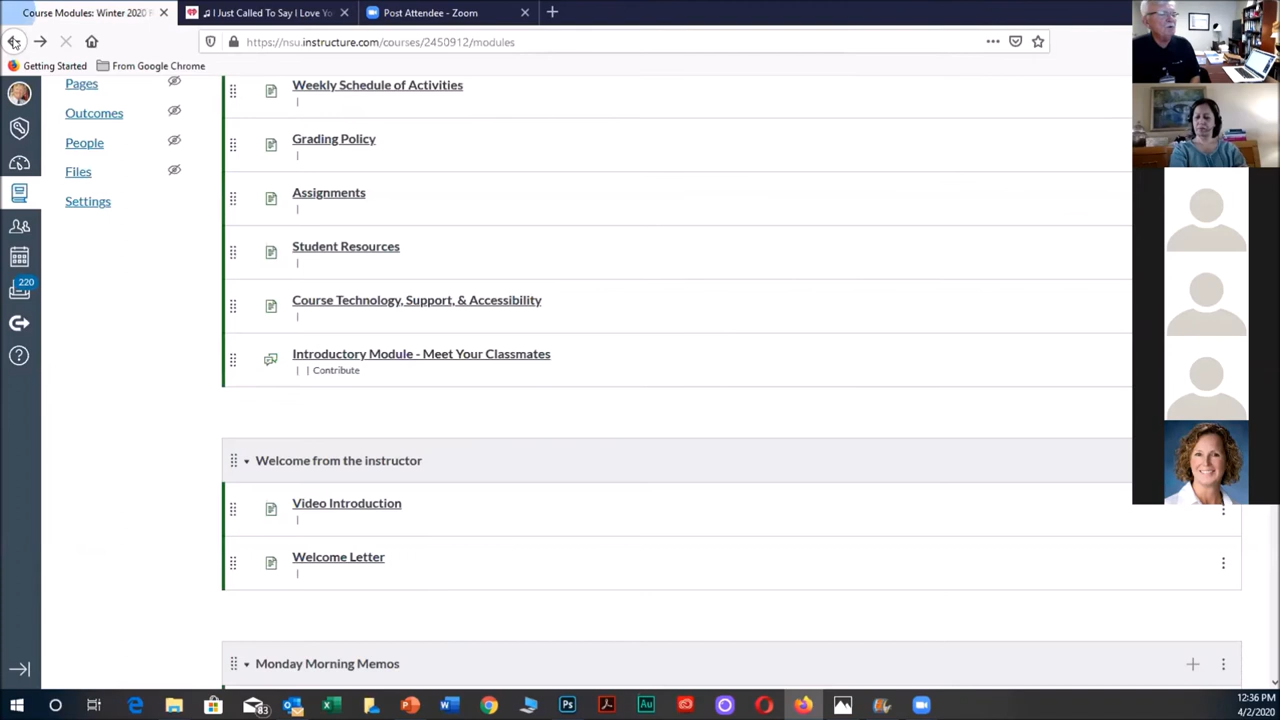 Course Modules: Winter 2020 F
♫ I Just Called To Say I Love Yo
Post Attendee - Zoom
https://nsu.instructure.com/courses/2450912/modules
Getting Started
From Google Chrome
Pages
Outcomes
People
Files
Settings
220
Weekly Schedule of Activities
Grading Policy
Assignments
Student Resources
Course Technology, Support, & Accessibility
Introductory Module - Meet Your Classmates
| | Contribute
Welcome from the instructor
Video Introduction
Welcome Letter
Monday Morning Memos
83
Ps
Au
12:36 PM
4/2/2020